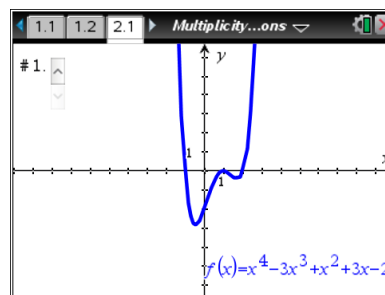 1.1 1.2 2.1 Multiplicity...ons
y
#1.
1
x
1
f(x)=x⁴-3x³+x²+3x-2